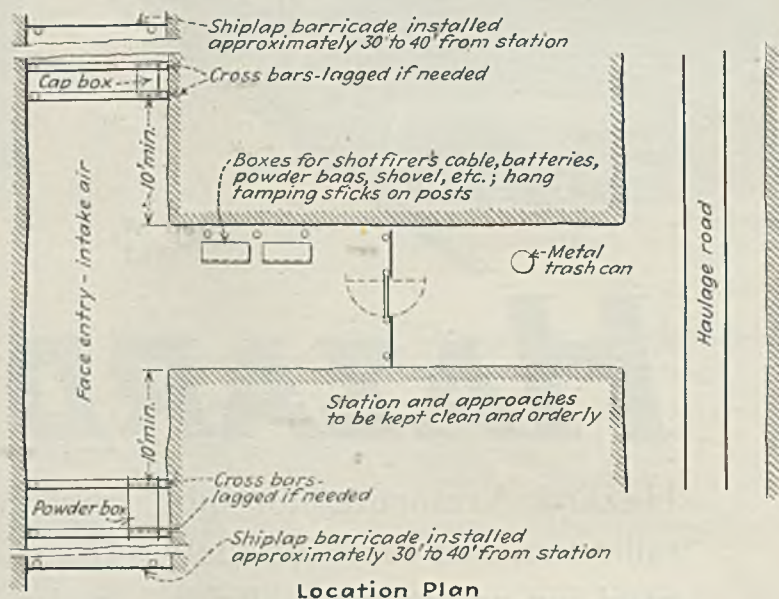 Shiplap barricade installed
approximately 30' to 40' from station
Cap box
Cross bars-lagged if needed
10' min.
Boxes for shotfirer's cable, batteries,
powder bags, shovel, etc.; hang
tamping sticks on posts
Face entry - intake air
Metal
trash can
Haulage road
10' min.
Station and approaches
to be kept clean and orderly
Cross bars-
lagged if needed
Powder box
Shiplap barricade installed
approximately 30' to 40' from station
Location Plan